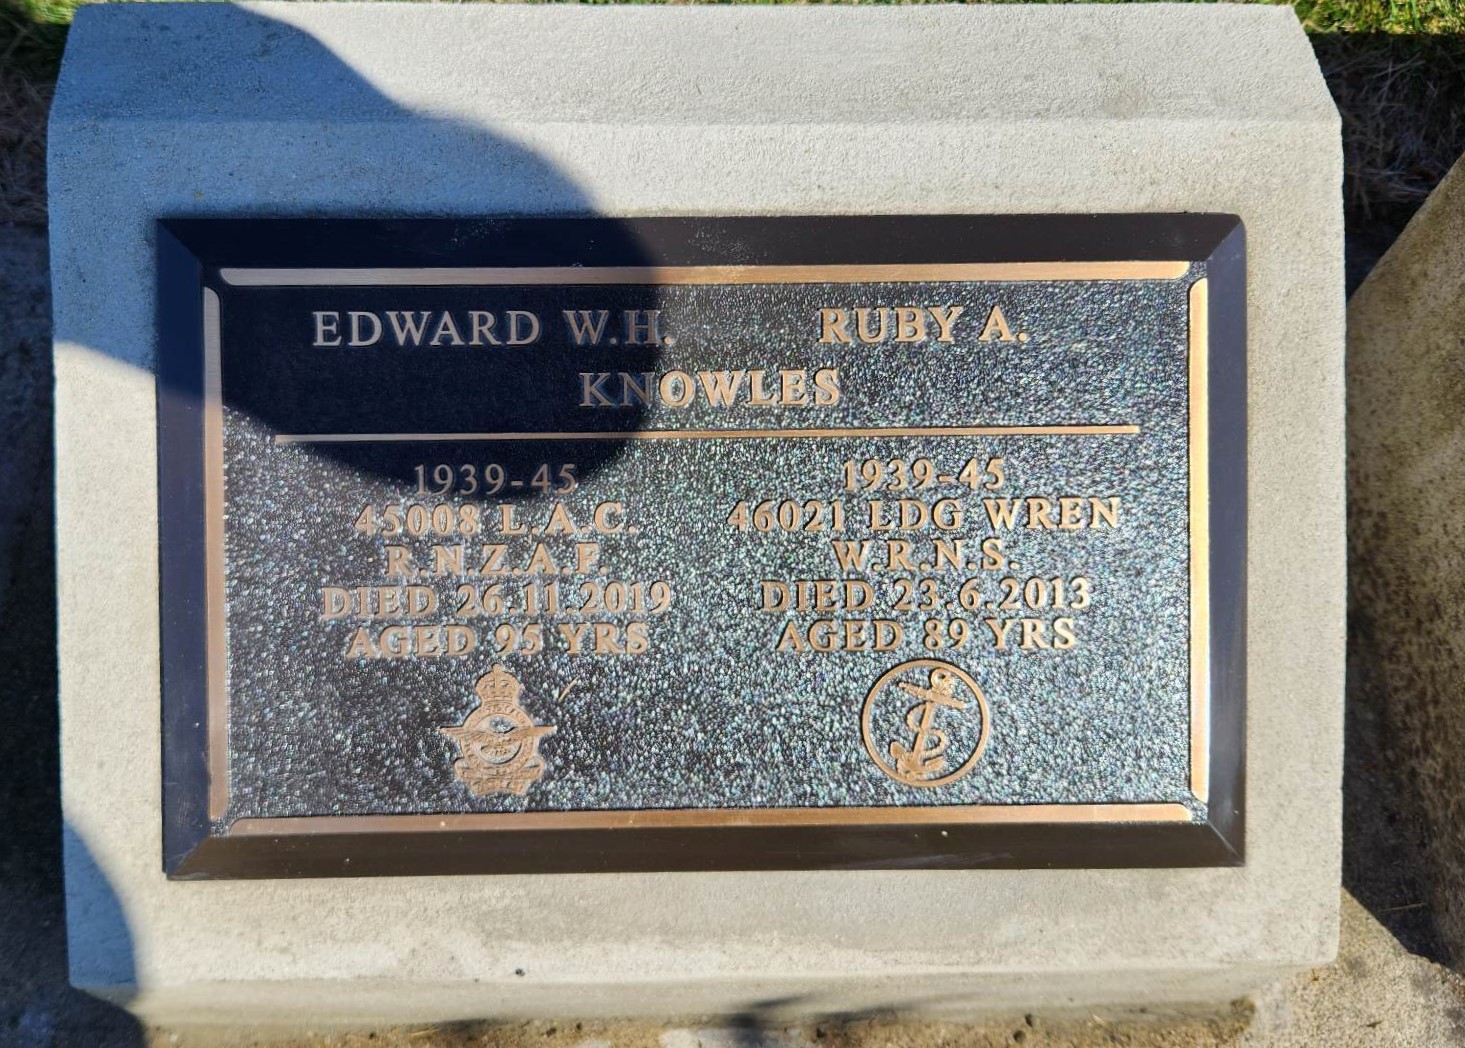 EDWARD W.H. RUBY A.
KNOWLES
1939-45
45008 L.A.C.
R.N.Z.A.F.
DIED 26.11.2019
AGED 95 YRS
1939-45
46021 LDG WREN
W.R.N.S.
DIED 23.6.2013
AGED 89 YRS